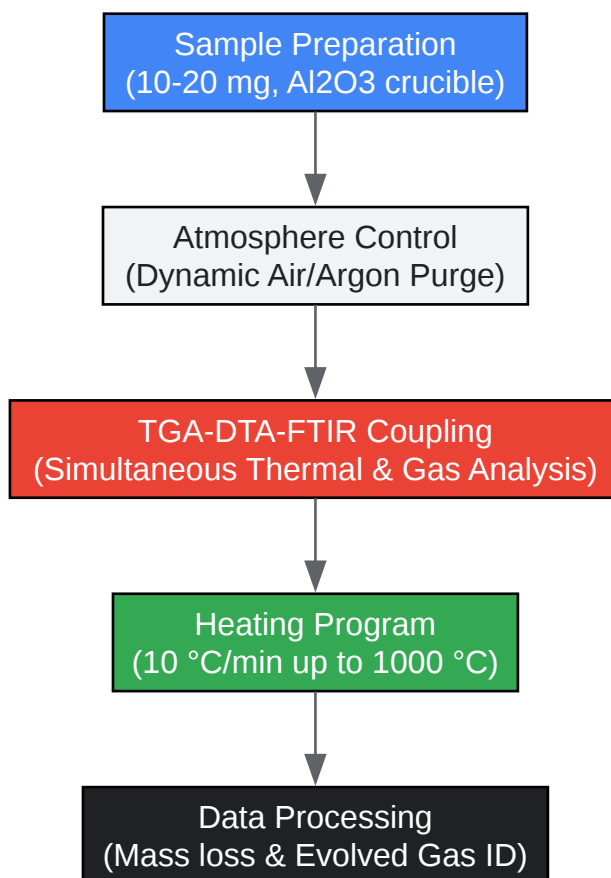 Sample Preparation
(10-20 mg, Al2O3 crucible)
Atmosphere Control
(Dynamic Air/Argon Purge)
TGA-DTA-FTIR Coupling
(Simultaneous Thermal & Gas Analysis)
Heating Program
(10 °C/min up to 1000 °C)
Data Processing
(Mass loss & Evolved Gas ID)